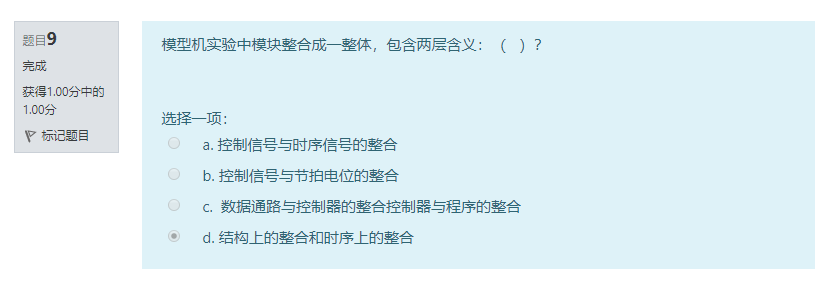 题目9
完成
获得1.00分中的
1.00分
标记题目
模型机实验中模块整合成一整体，包含两层含义：（ ）？
选择一项：
a. 控制信号与时序信号的整合
b. 控制信号与节拍电位的整合
c. 数据通路与控制器的整合控制器与程序的整合
d. 结构上的整合和时序上的整合